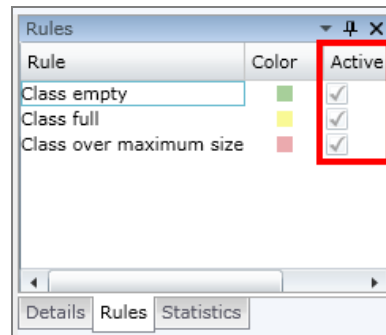 Rules
Rule Color Active
Class empty
Class full
Class over maximum size
Details Rules Statistics